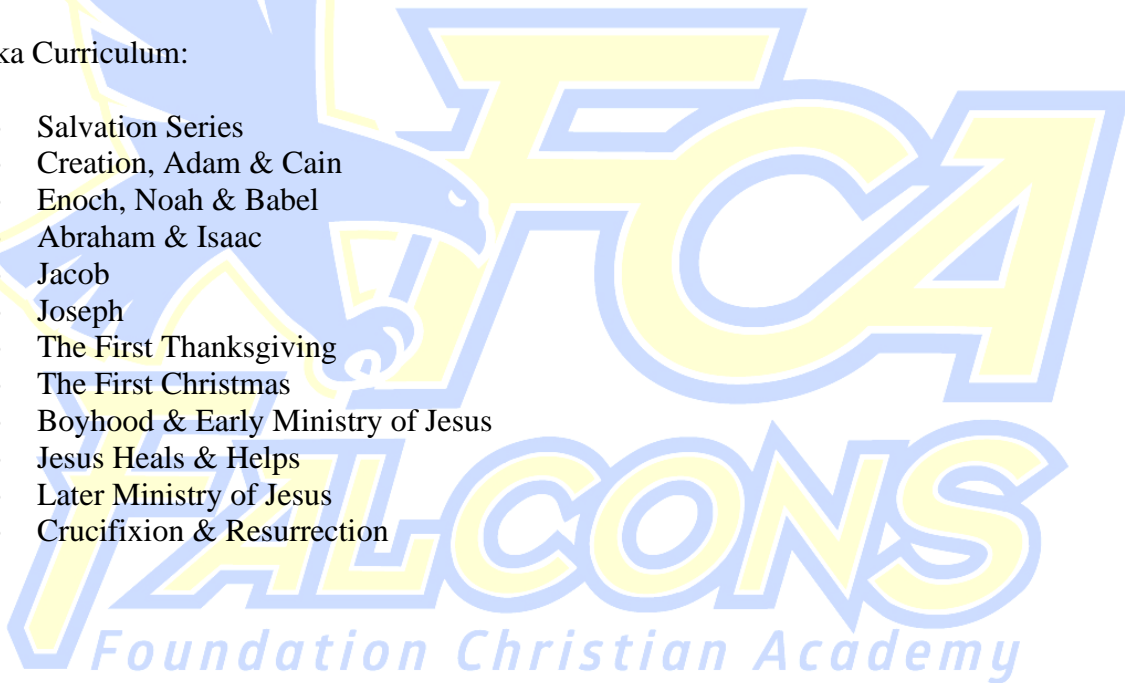 ka Curriculum:
- Salvation Series
- Creation, Adam & Cain
- Enoch, Noah & Babel
- Abraham & Isaac
- Jacob
- Joseph
- The First Thanksgiving
- The First Christmas
- Boyhood & Early Ministry of Jesus
- Jesus Heals & Helps
- Later Ministry of Jesus
- Crucifixion & Resurrection
FCA
FALCONS
Foundation Christian Academy